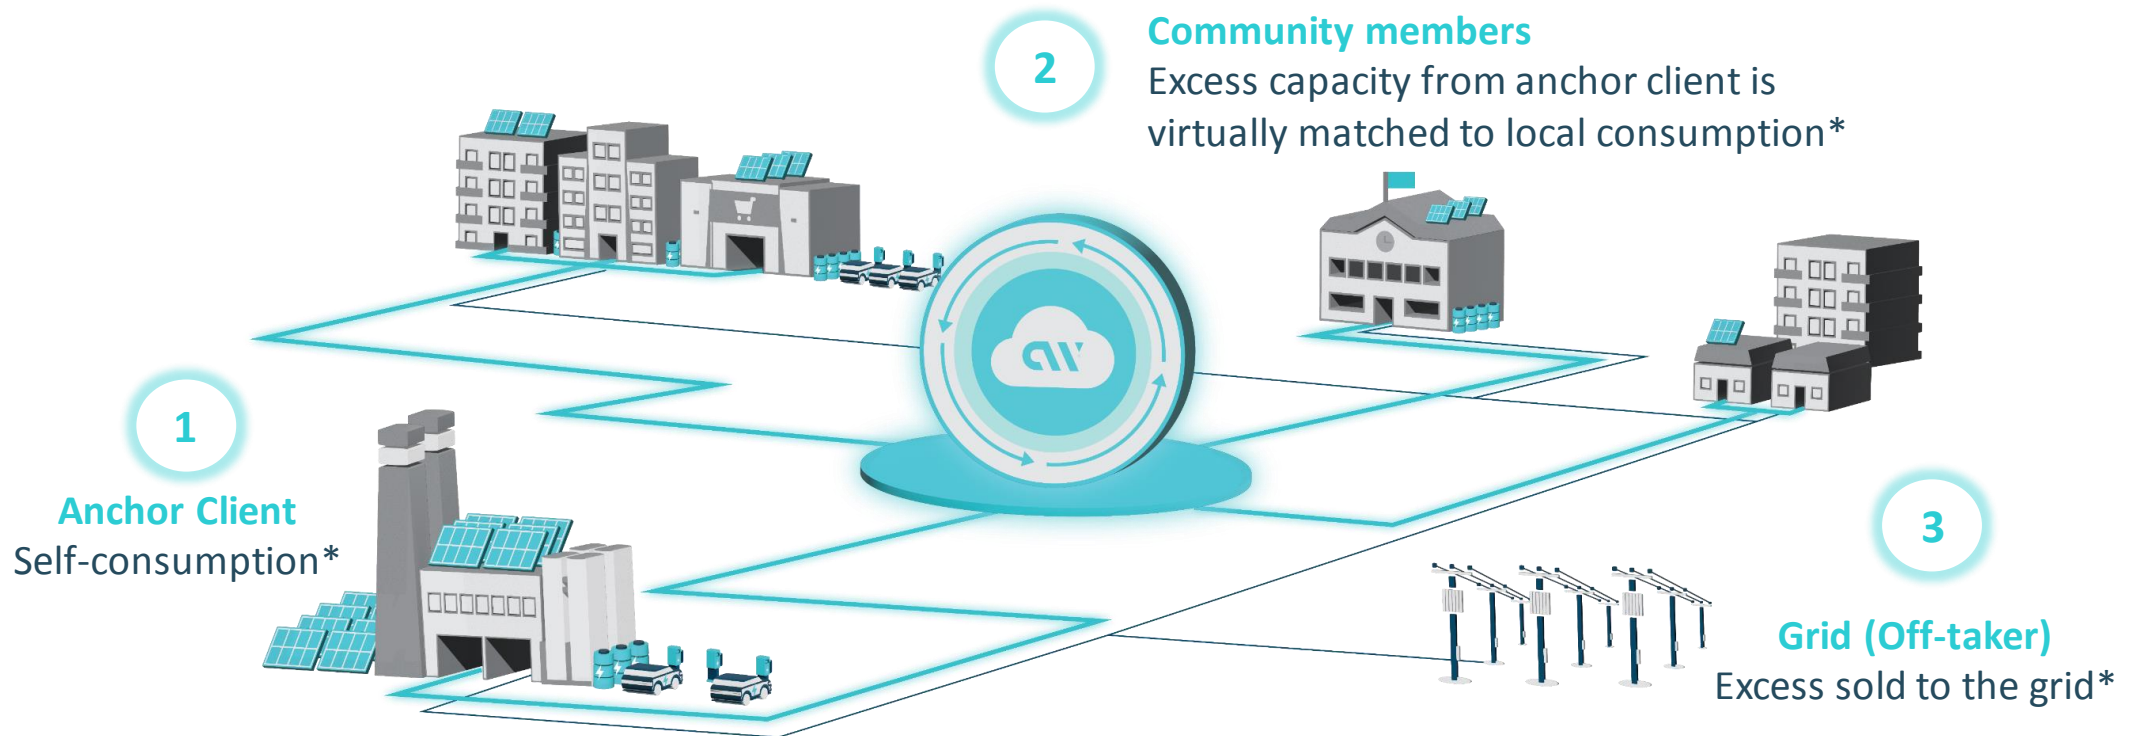 2
Community members
Excess capacity from anchor client is
virtually matched to local consumption*
1
Anchor Client
Self-consumption*
3
Grid (Off-taker)
Excess sold to the grid*